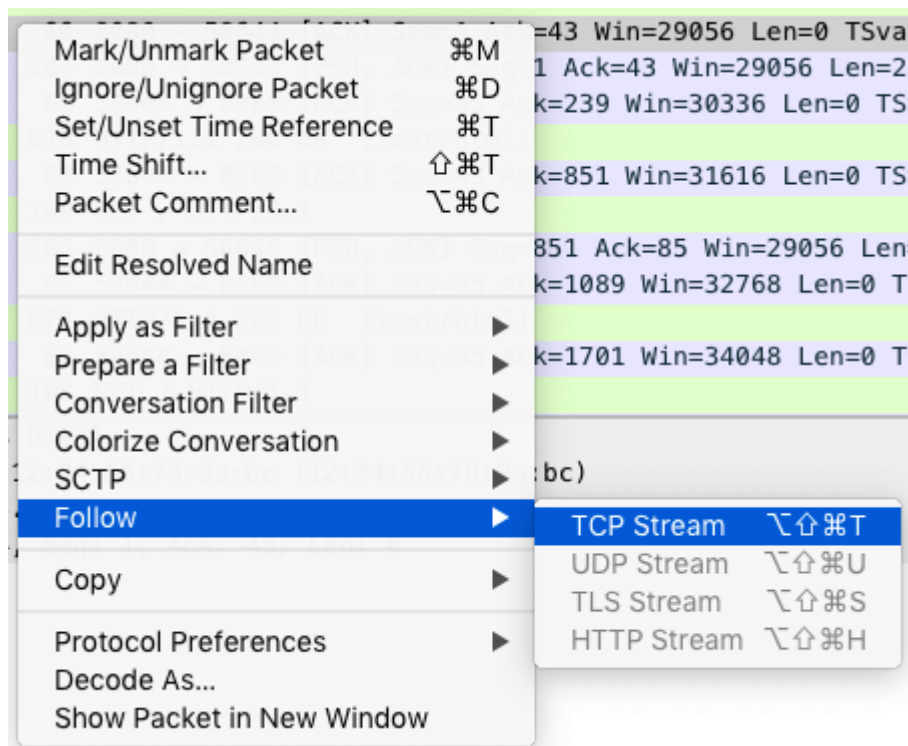 =43 Win=29056 Len=0 TSva
Mark/Unmark Packet ⌘M
1 Ack=43 Win=29056 Len=2
Ignore/Unignore Packet ⌘D
k=239 Win=30336 Len=0 TS
Set/Unset Time Reference ⌘T
Time Shift... ⇧⌘T
k=851 Win=31616 Len=0 TS
Packet Comment... ⌥⌘C
851 Ack=85 Win=29056 Len=
Edit Resolved Name
k=1089 Win=32768 Len=0 T
Apply as Filter
Prepare a Filter
k=1701 Win=34048 Len=0 T
Conversation Filter
Colorize Conversation
SCTP
:bc)
Follow
TCP Stream ⌥⇧⌘T
UDP Stream ⌥⇧⌘U
Copy
TLS Stream ⌥⇧⌘S
HTTP Stream ⌥⇧⌘H
Protocol Preferences
Decode As...
Show Packet in New Window